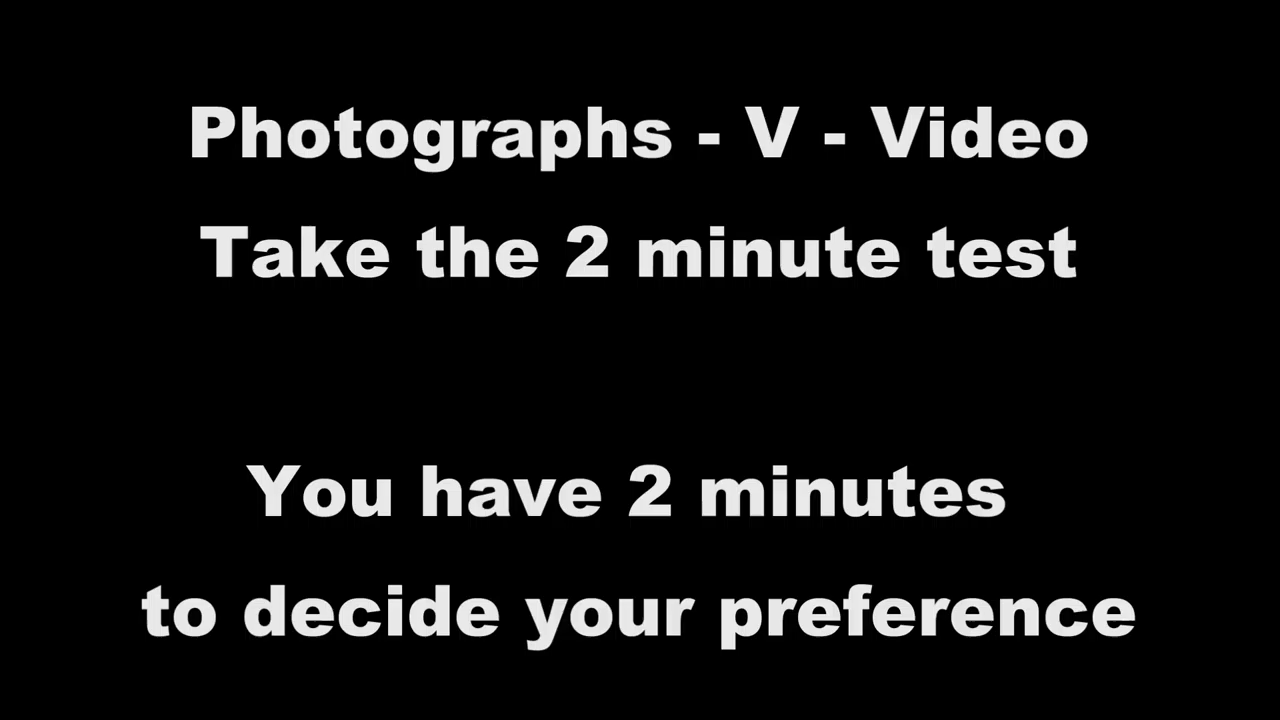 Photographs - V - Video
Take the 2 minute test
You have 2 minutes
to decide your preference